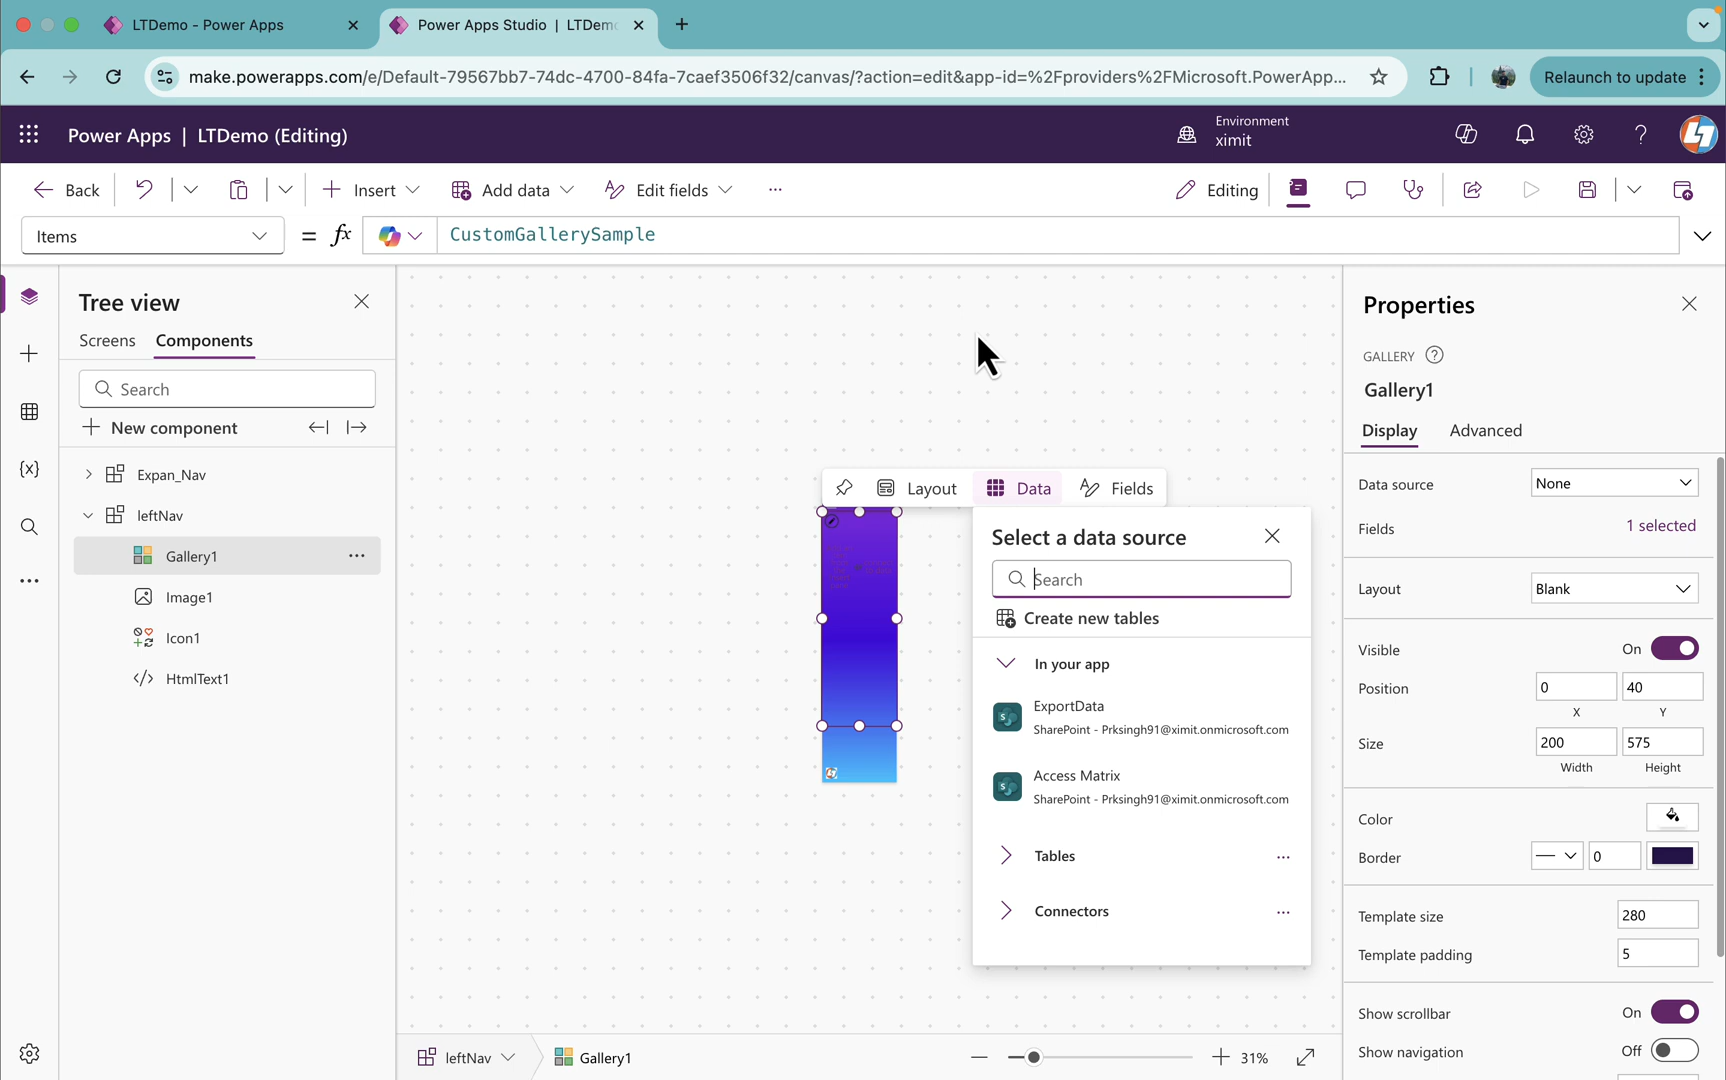 LTDemo - Power Apps
Power Apps Studio | LTDem
make.powerapps.com/e/Default-79567bb7-74dc-4700-84fa-7caef3506f32/canvas/?action=edit&app-id=%2Fproviders%2FMicrosoft.PowerApp...
Relaunch to update
Power Apps | LTDemo (Editing)
Environment
ximit
Back
Insert
Add data
Edit fields
...
Editing
Items
= fx
CustomGallerySample
Tree view
Screens
Components
Search
New component
Expan_Nav
leftNav
Gallery1
...
Image1
Icon1
HtmlText1
Layout
Data
Fields
Select a data source
Search
Create new tables
In your app
ExportData
SharePoint - Prksingh91@ximit.onmicrosoft.com
Access Matrix
SharePoint - Prksingh91@ximit.onmicrosoft.com
Tables
...
Connectors
...
Properties
GALLERY
Gallery1
Display
Advanced
Data source
None
Fields
1 selected
Layout
Blank
Visible
On
Position
0
40
X
Y
Size
200
575
Width
Height
Color
Border
0
Template size
280
Template padding
5
Show scrollbar
On
Show navigation
Off
leftNav
Gallery1
31%